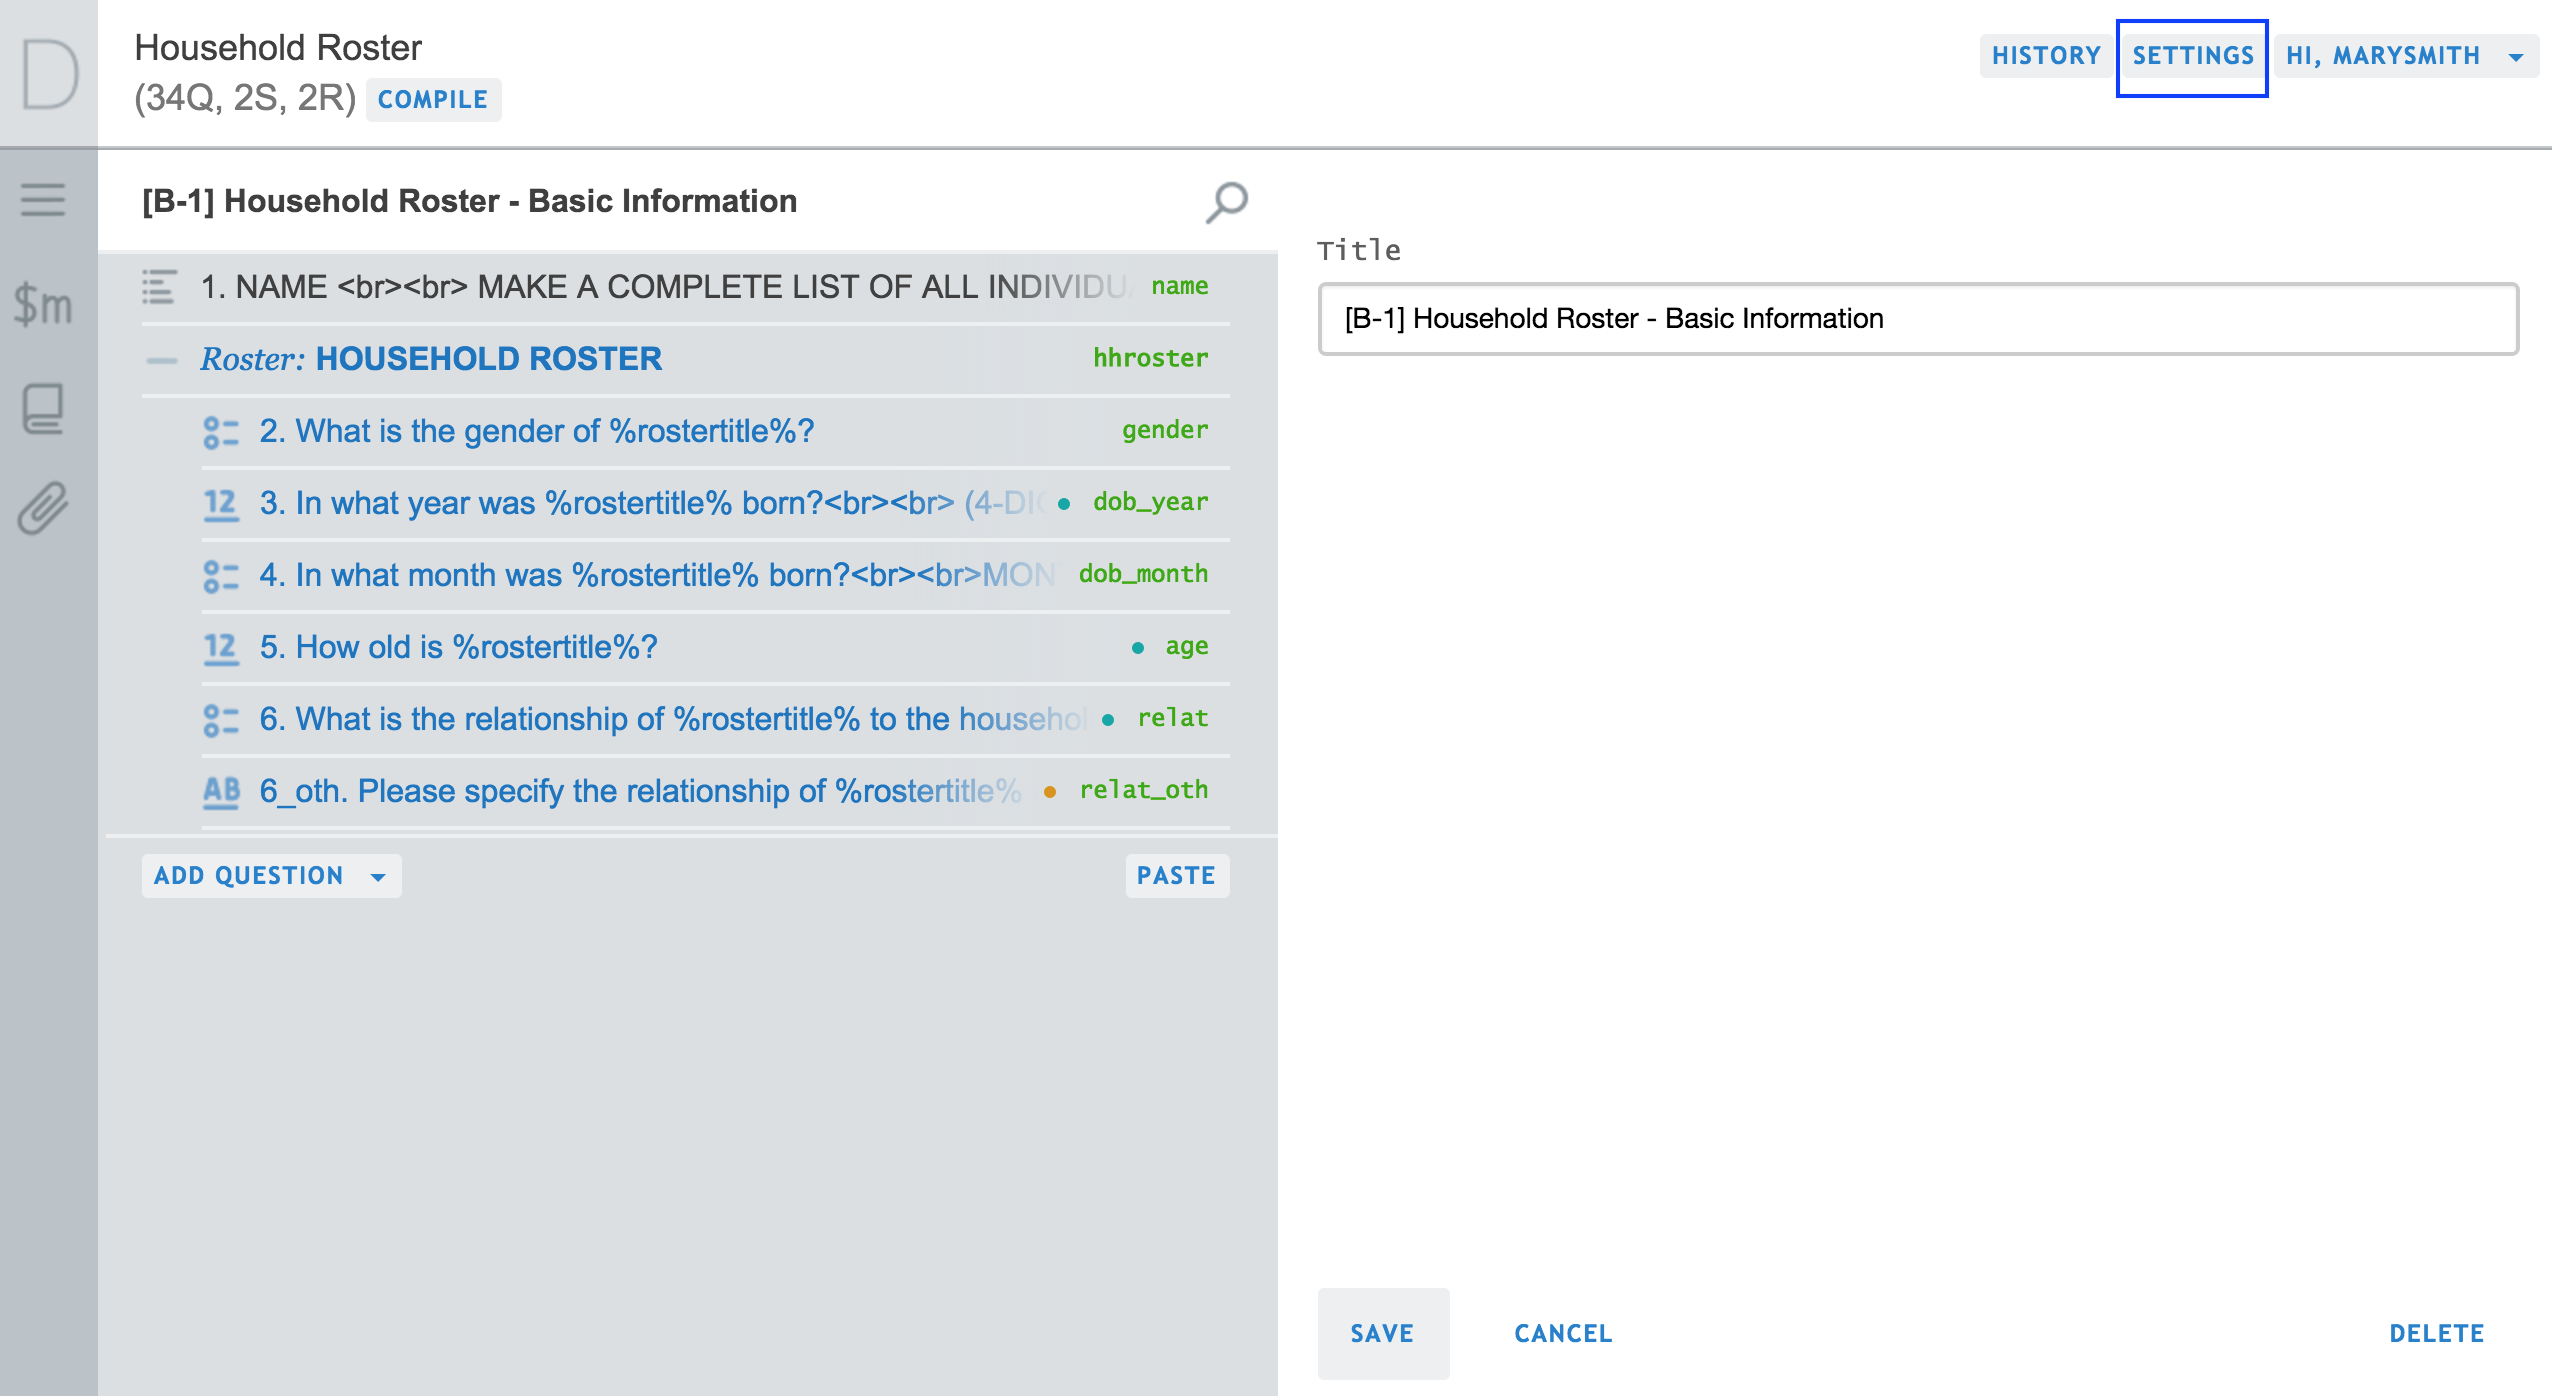 D
Household Roster
(34Q, 2S, 2R) COMPILE
HISTORY SETTINGS HI, MARYSMITH
$m
[B-1] Household Roster - Basic Information
1. NAME <br><br> MAKE A COMPLETE LIST OF ALL name
Roster: HOUSEHOLD ROSTER hhroster
2. What is the gender of %rostertitle%? gender
12 3. In what year was %rostertitle% born?<br><br> dob_year
4. In what month was %rostertitle% born?<br><br>MON dob_month
12 5. How old is %rostertitle%? age
6. What is the relationship of %rostertitle% to the relat
AB 6_oth. Please specify the relationship of %rostertitle% relat_oth
ADD QUESTION PASTE
Title
[B-1] Household Roster - Basic Information
SAVE CANCEL DELETE